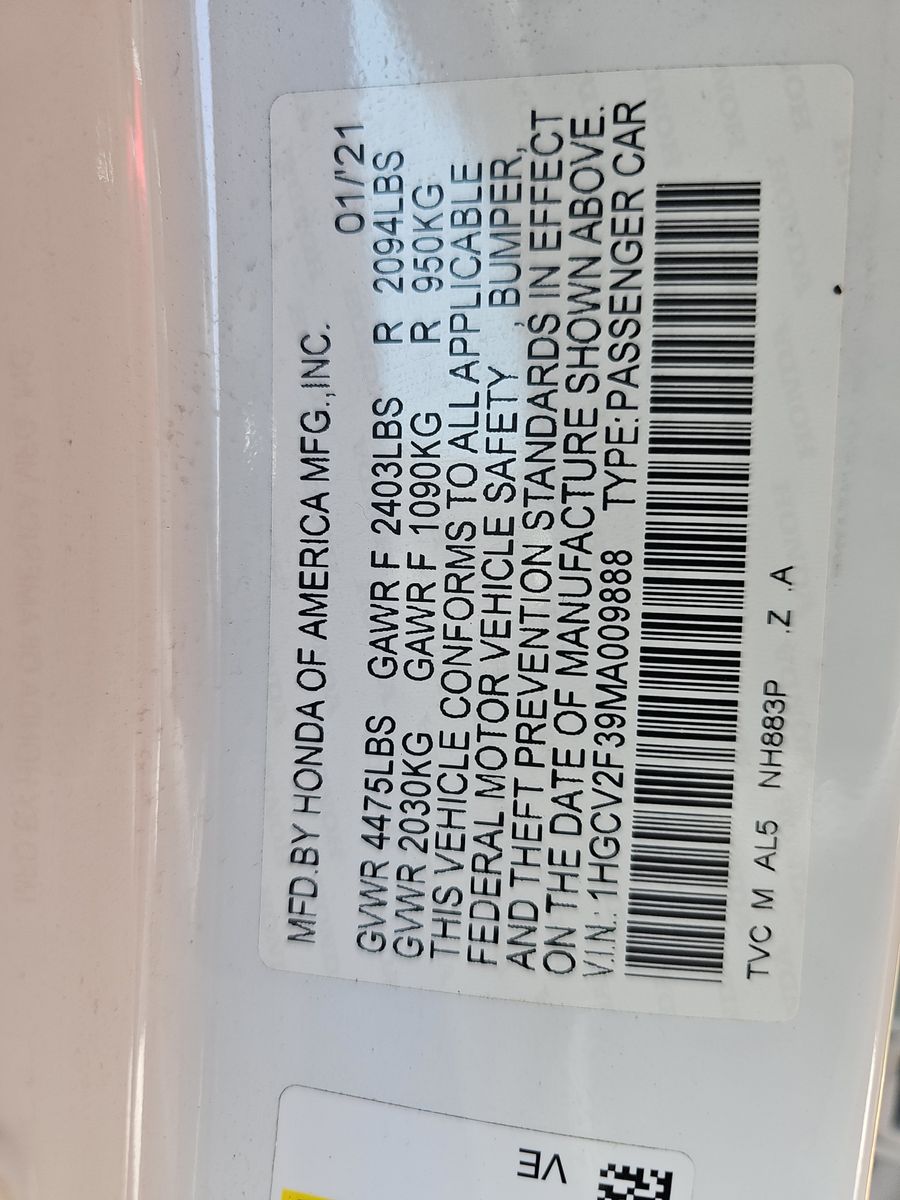 MFD.BY HONDA OF AMERICA MFG.,INC.
01/'21
GVWR 4475LBS GAWR F 2403LBS R 2094LBS
GVWR 2030KG GAWR F 1090KG R 950KG
THIS VEHICLE CONFORMS TO ALL APPLICABLE
FEDERAL MOTOR VEHICLE SAFETY , BUMPER,
AND THEFT PREVENTION STANDARDS IN EFFECT
ON THE DATE OF MANUFACTURE SHOWN ABOVE.
V.I.N.: 1HGCV2F39MA009888 TYPE:PASSENGER CAR
TVC M AL5 NH883P .Z .A
VE